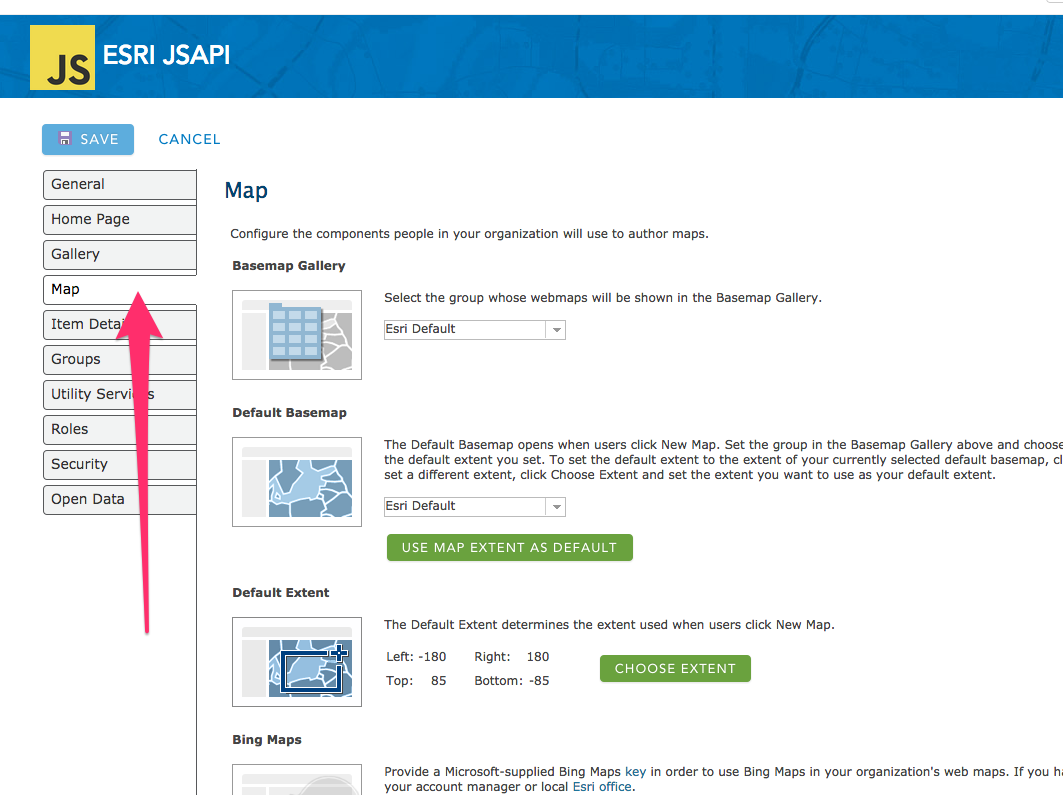 JS ESRI JSAPI
SAVE CANCEL
General
Home Page
Gallery
Map
Item Detai
Groups
Utility Services
Roles
Security
Open Data
Map
Configure the components people in your organization will use to author maps.
Basemap Gallery
Select the group whose webmaps will be shown in the Basemap Gallery.
Esri Default
Default Basemap
The Default Basemap opens when users click New Map. Set the group in the Basemap Gallery above and choose
the default extent you set. To set the default extent to the extent of your currently selected default basemap, cl
set a different extent, click Choose Extent and set the extent you want to use as your default extent.
Esri Default
USE MAP EXTENT AS DEFAULT
Default Extent
The Default Extent determines the extent used when users click New Map.
Left: -180 Right: 180
Top: 85 Bottom: -85
CHOOSE EXTENT
Bing Maps
Provide a Microsoft-supplied Bing Maps key in order to use Bing Maps in your organization's web maps. If you ha
your account manager or local Esri office.